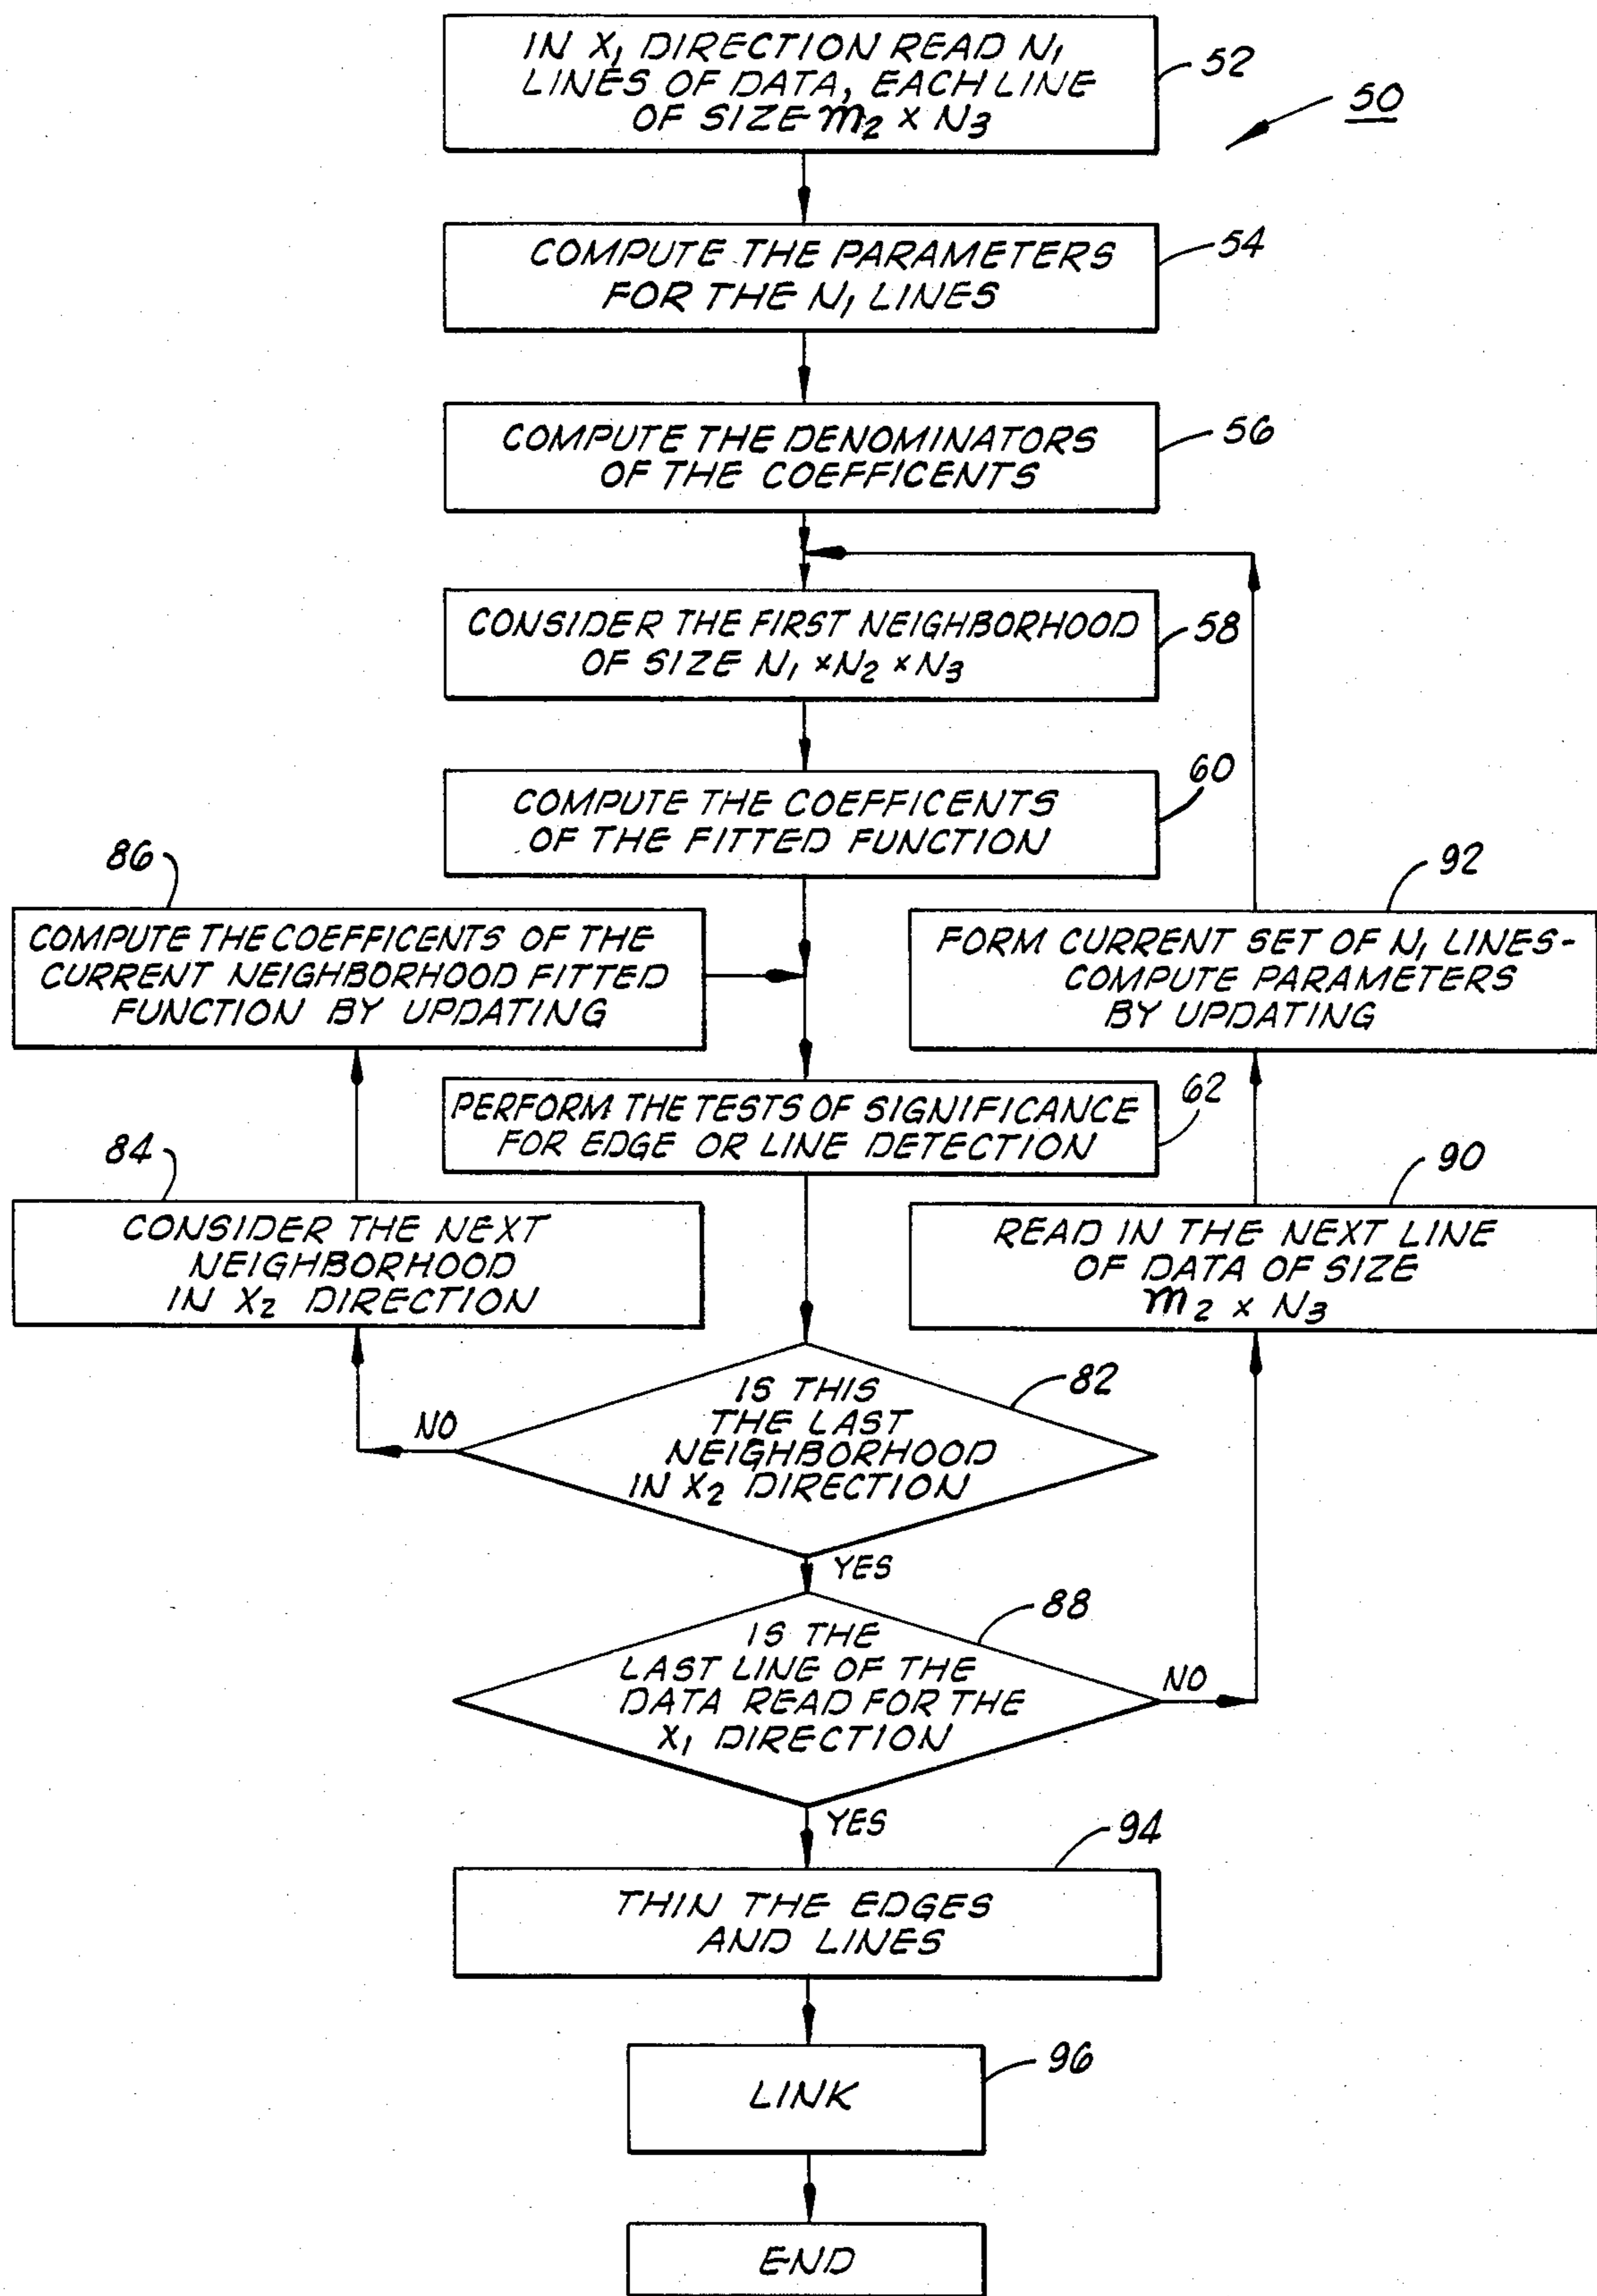 IN X₁ DIRECTION READ N₁
LINES OF DATA, EACH LINE
OF SIZE m₂ x N₃
52
50
COMPUTE THE PARAMETERS
FOR THE N₁ LINES
54
COMPUTE THE DENOMINATORS
OF THE COEFFICENTS
56
CONSIDER THE FIRST NEIGHBORHOOD
OF SIZE N₁ x N₂ x N₃
58
COMPUTE THE COEFFICENTS
OF THE FITTED FUNCTION
60
86
COMPUTE THE COEFFICENTS OF THE
CURRENT NEIGHBORHOOD FITTED
FUNCTION BY UPDATING
92
FORM CURRENT SET OF N₁ LINES-
COMPUTE PARAMETERS
BY UPDATING
PERFORM THE TESTS OF SIGNIFICANCE
FOR EDGE OR LINE DETECTION
62
84
CONSIDER THE NEXT
NEIGHBORHOOD
IN X₂ DIRECTION
90
READ IN THE NEXT LINE
OF DATA OF SIZE
m₂ x N₃
IS THIS
THE LAST
NEIGHBORHOOD
IN X₂ DIRECTION
82
NO
YES
IS THE
LAST LINE OF THE
DATA READ FOR THE
X₁ DIRECTION
88
NO
YES
THIN THE EDGES
AND LINES
94
LINK
96
END